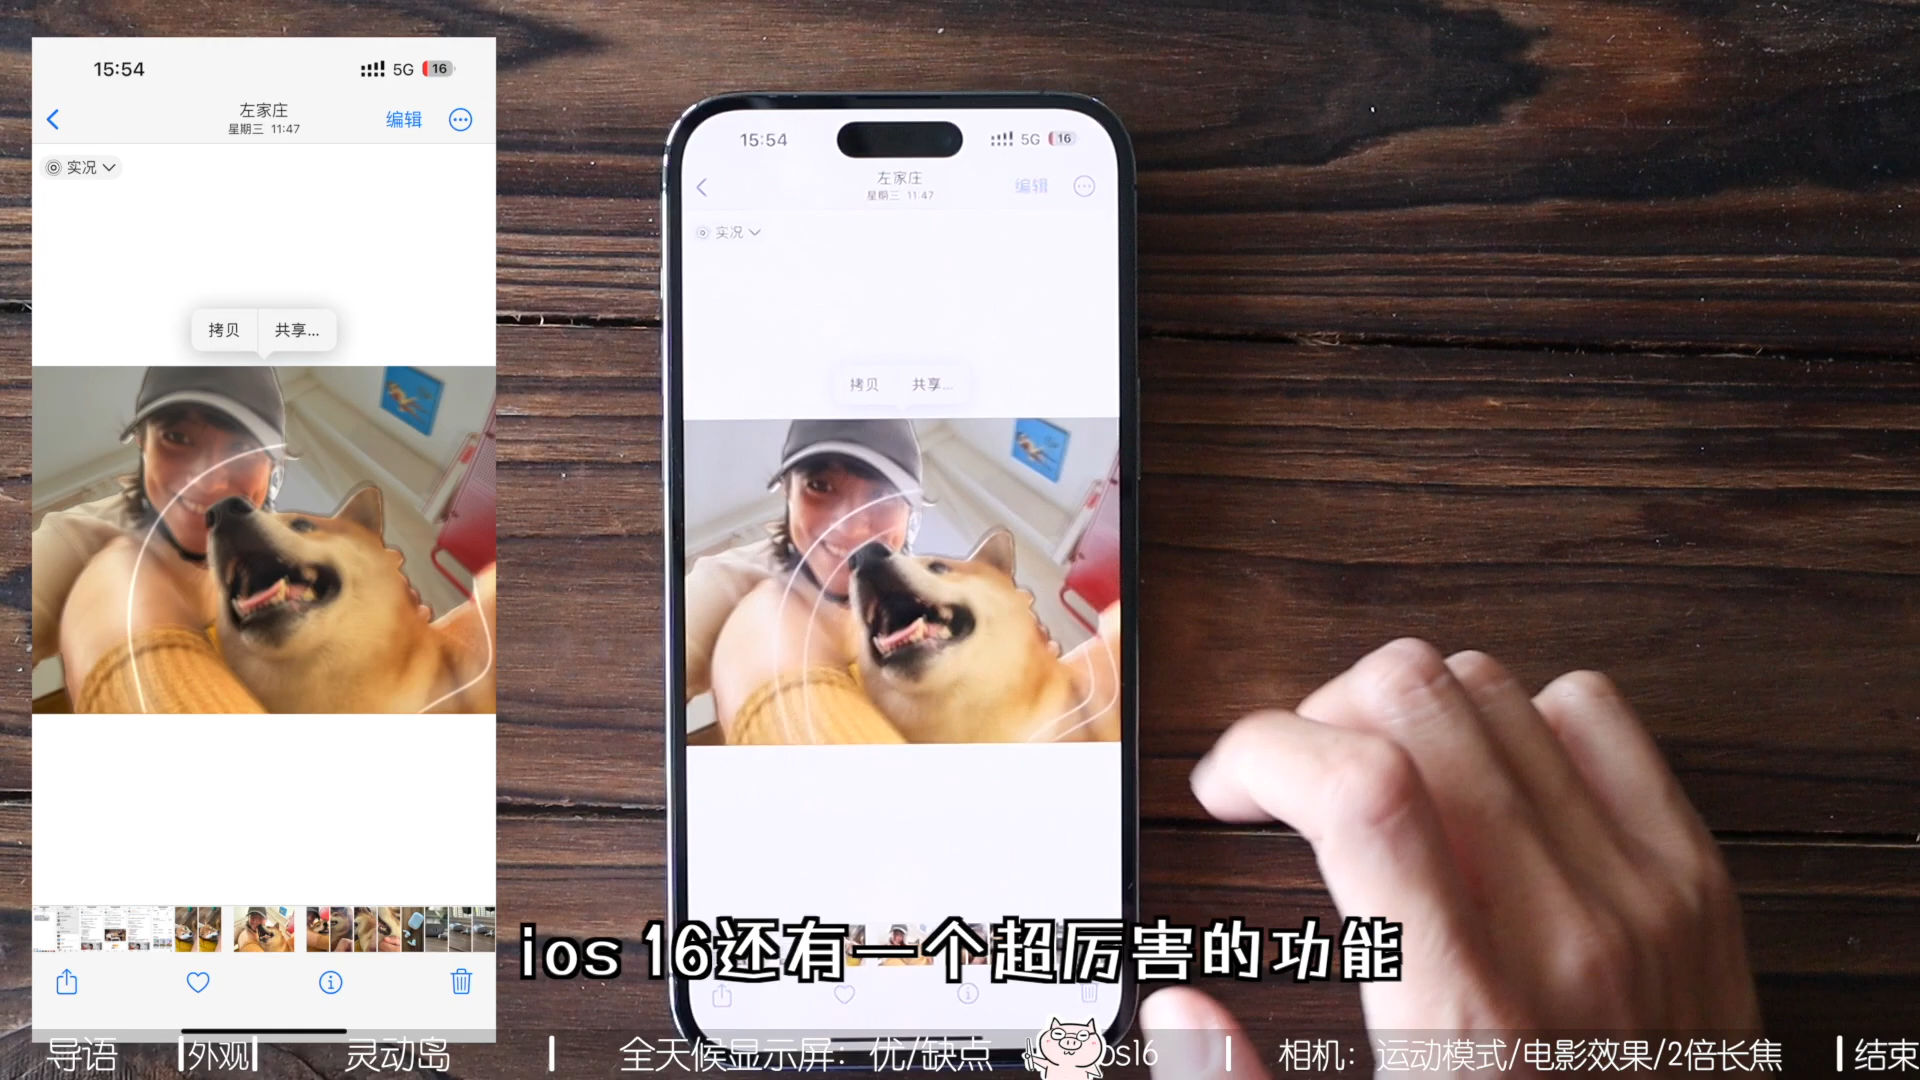 15:54
5G 16
左家庄
星期三 11:47
编辑
实况
拷贝 共享...
15:54
5G 16
左家庄
星期三 11:47
编辑
实况
拷贝 共享...
ios 16还有一个超厉害的功能
导语 外观 灵动岛 全天候显示屏：优/缺点 os16 相机：运动模式/电影效果/2倍长焦 结束